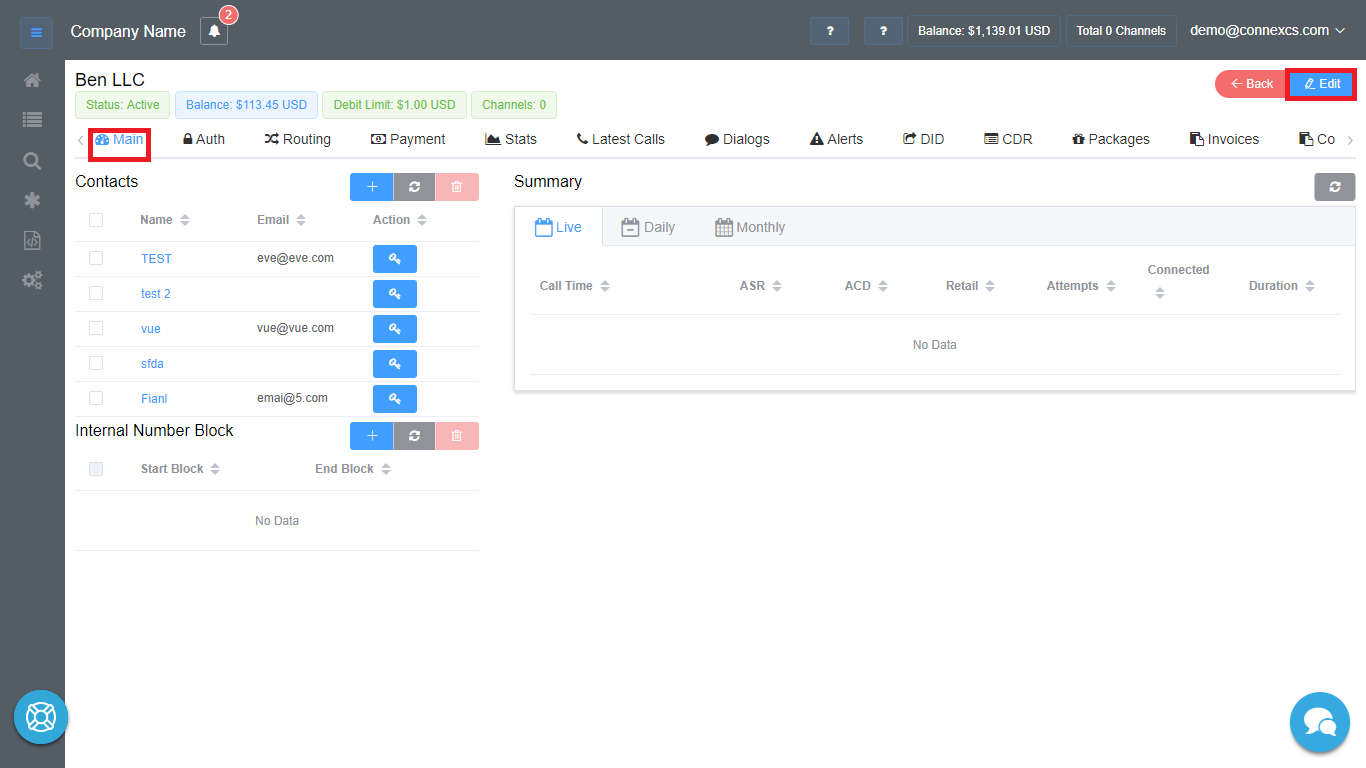 Company Name
2
?
?
Balance: $1,139.01 USD
Total 0 Channels
demo@connexcs.com
Ben LLC
Back
Edit
Status: Active
Balance: $113.45 USD
Debit Limit: $1.00 USD
Channels: 0
Main
Auth
Routing
Payment
Stats
Latest Calls
Dialogs
Alerts
DID
CDR
Packages
Invoices
Co
Contacts
Name
Email
Action
TEST
eve@eve.com
test 2
vue
vue@vue.com
sfda
Fianl
emai@5.com
Internal Number Block
Start Block
End Block
No Data
Summary
Live
Daily
Monthly
Call Time
ASR
ACD
Retail
Attempts
Connected
Duration
No Data